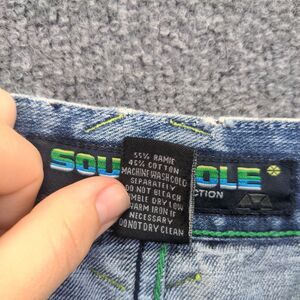 SOU
OLE
CTION
55% RAMIE
45% COTTON
MACHINE WASH COLD
SEPARATELY
DO NOT BLEACH
TUMBLE DRY LOW
WARM IRON IF
NECESSARY
DO NOT DRY CLEAN